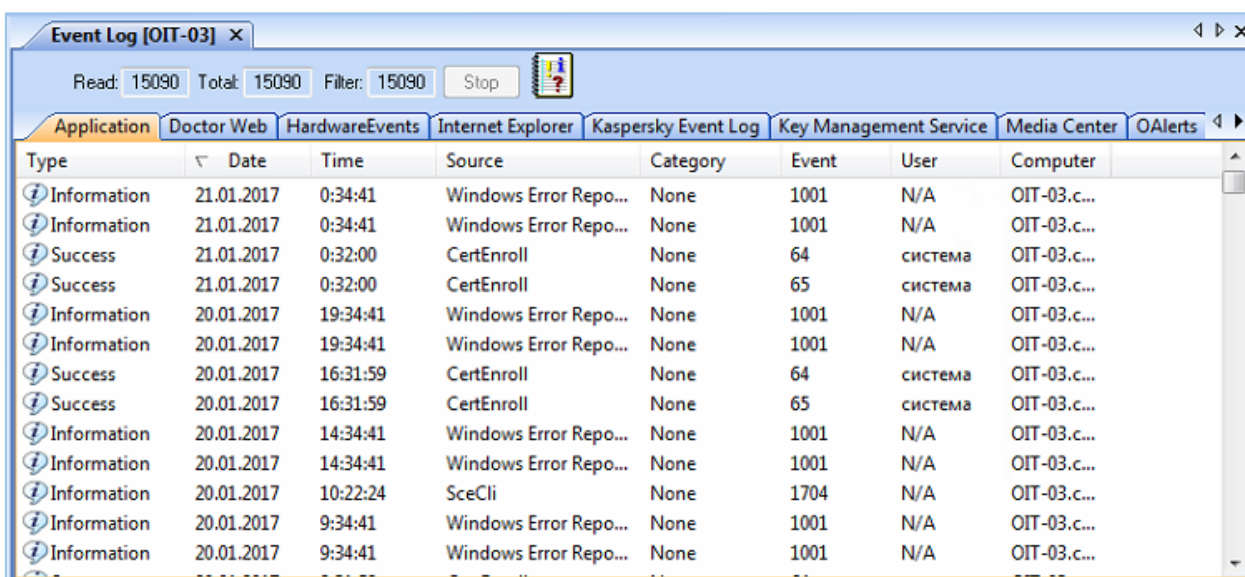 Event Log [OIT-03]
Read: 15090 Total: 15090 Filter: 15090 Stop
Application Doctor Web HardwareEvents Internet Explorer Kaspersky Event Log Key Management Service Media Center OAlerts
Type Date Time Source Category Event User Computer
Information 21.01.2017 0:34:41 Windows Error Repo... None 1001 N/A OIT-03.c...
Information 21.01.2017 0:34:41 Windows Error Repo... None 1001 N/A OIT-03.c...
Success 21.01.2017 0:32:00 CertEnroll None 64 система OIT-03.c...
Success 21.01.2017 0:32:00 CertEnroll None 65 система OIT-03.c...
Information 20.01.2017 19:34:41 Windows Error Repo... None 1001 N/A OIT-03.c...
Information 20.01.2017 19:34:41 Windows Error Repo... None 1001 N/A OIT-03.c...
Success 20.01.2017 16:31:59 CertEnroll None 64 система OIT-03.c...
Success 20.01.2017 16:31:59 CertEnroll None 65 система OIT-03.c...
Information 20.01.2017 14:34:41 Windows Error Repo... None 1001 N/A OIT-03.c...
Information 20.01.2017 14:34:41 Windows Error Repo... None 1001 N/A OIT-03.c...
Information 20.01.2017 10:22:24 SceCli None 1704 N/A OIT-03.c...
Information 20.01.2017 9:34:41 Windows Error Repo... None 1001 N/A OIT-03.c...
Information 20.01.2017 9:34:41 Windows Error Repo... None 1001 N/A OIT-03.c...